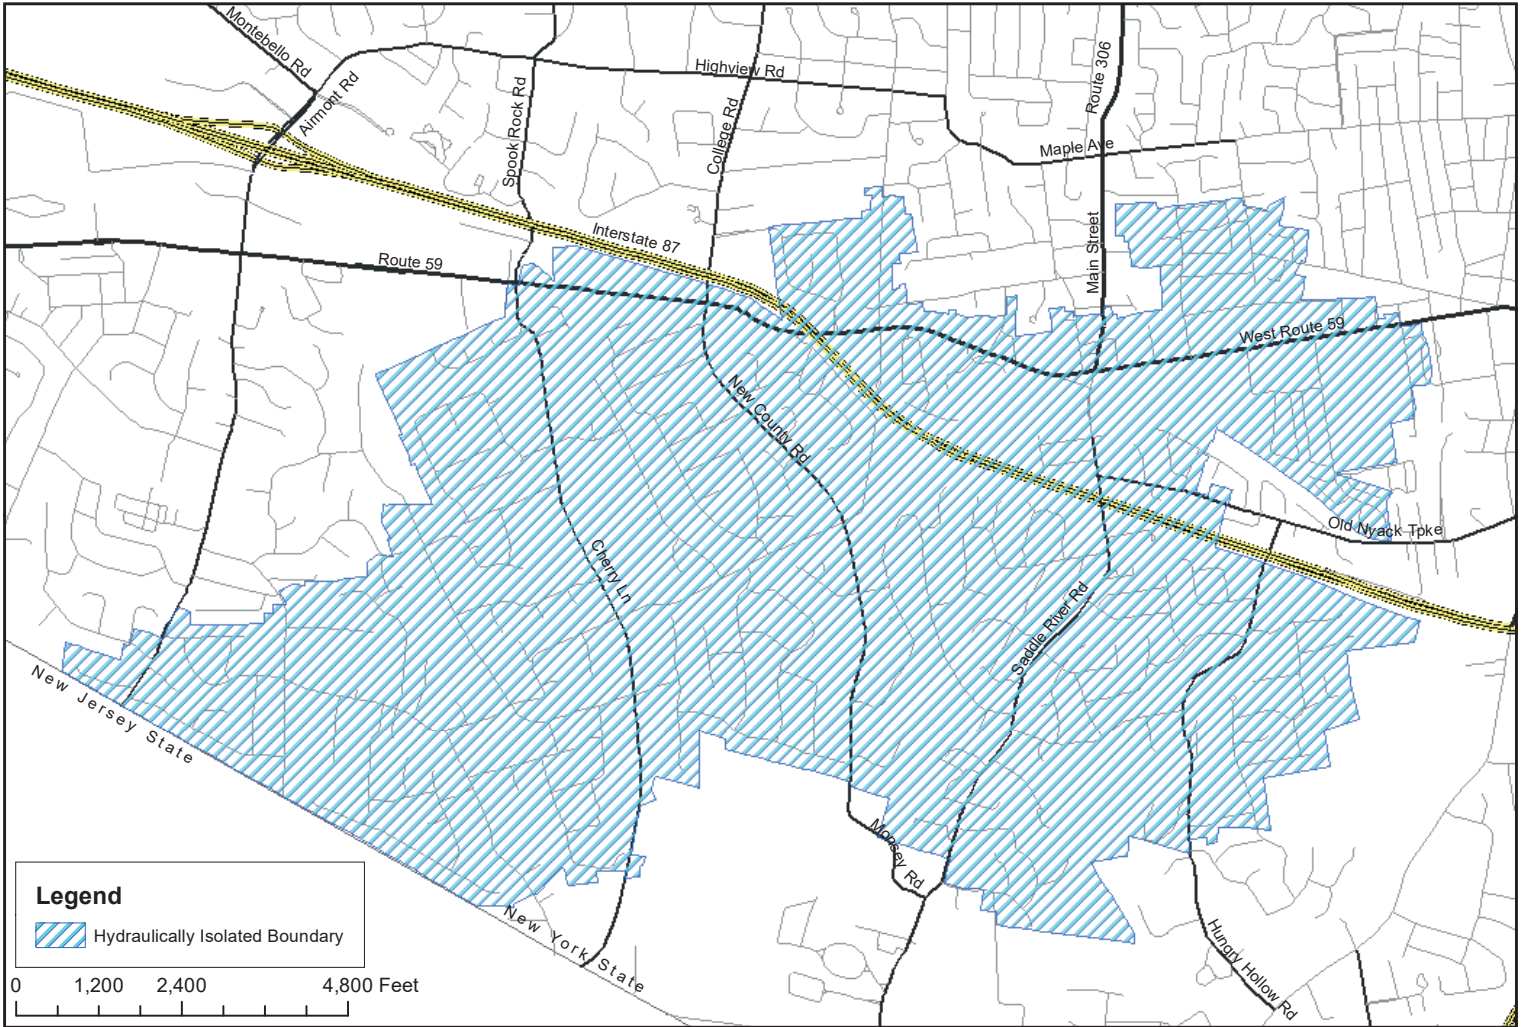 Montebello Rd
Airmont Rd
Highview Rd
Route 306
Spook Rock Rd
College Rd
Maple Ave
Interstate 87
Main Street
Route 59
West Route 59
New County Rd
Old Nyack Tpke
Cherry Ln
Saddle River Rd
New Jersey State
Monsey Rd
New York State
Hungry Hollow Rd
Legend
Hydraulically Isolated Boundary
0 1,200 2,400 4,800 Feet